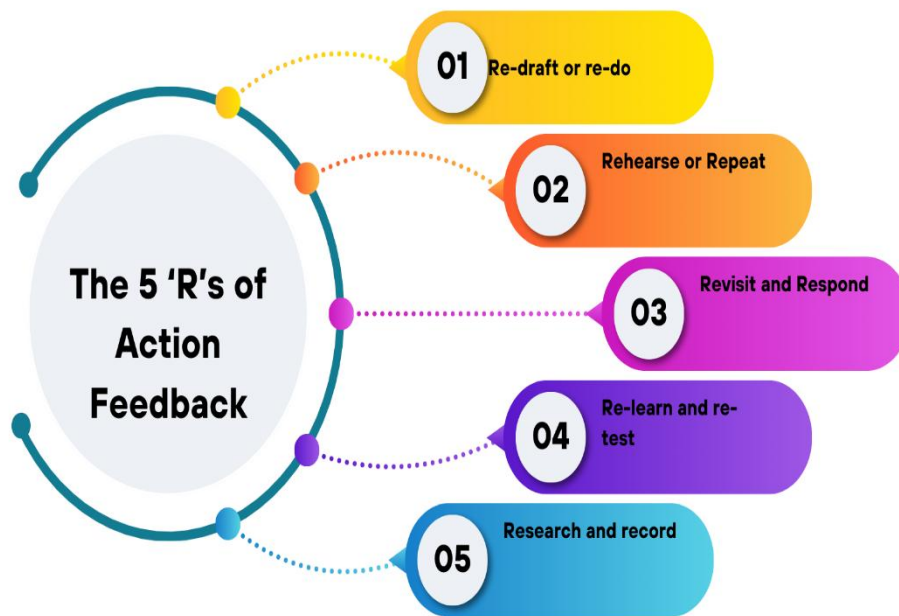 The 5 ‘R’s of
Action
Feedback
01
Re-draft or re-do
02
Rehearse or Repeat
03
Revisit and Respond
04
Re-learn and re-
test
05
Research and record